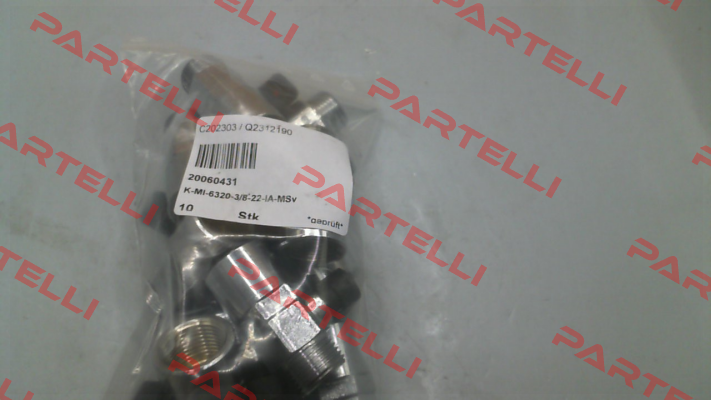 PARTELLI
PARTELLI
PARTELLI
C202303 / Q2312190
20060431
K-MI-6320-3/8"-22-IA-MSv
10 Stk *geprüft*
PARTELLI
PARTELLI
PARTELLI
PARTELLI
PARTELLI